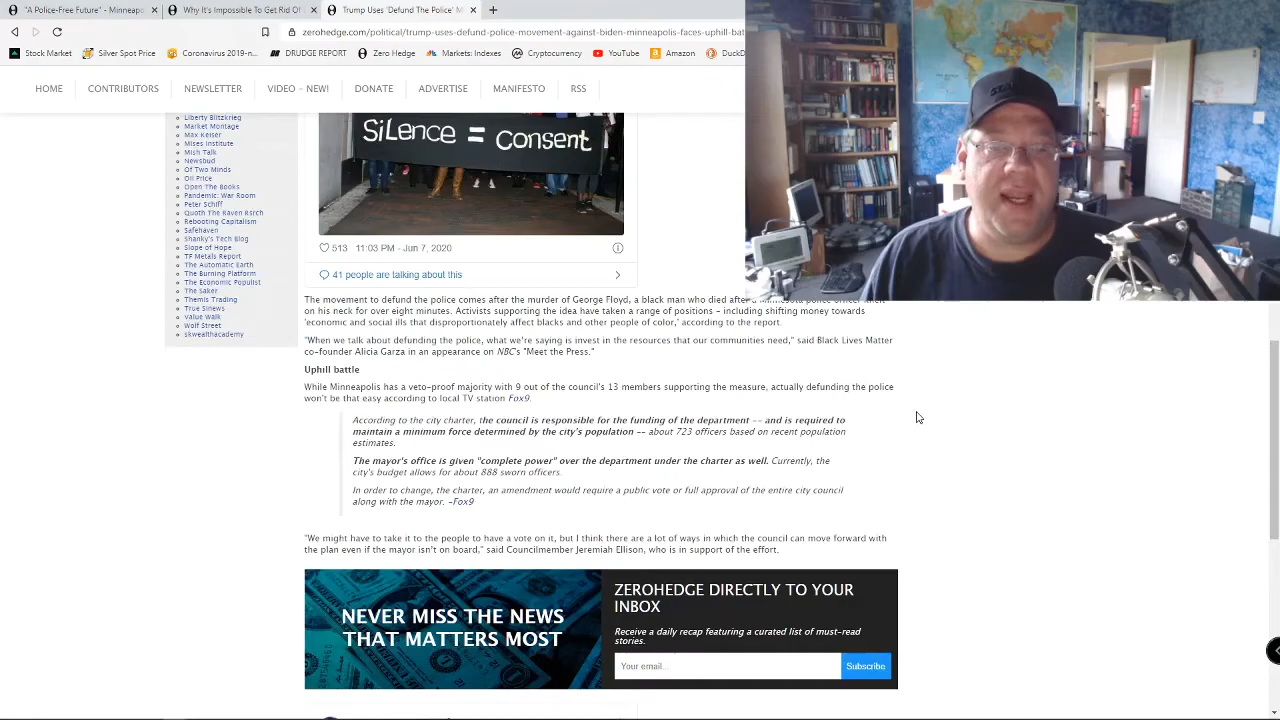 "A Police-Free Future" - Minneapo
Why It's Impossible To Get Rid Of
Trump Uses 'Defund The Police' M
zerohedge.com/political/trump-uses-defund-police-movement-against-biden-minneapolis-faces-uphill-bat
Stock Market
Silver Spot Price
Coronavirus 2019-n...
DRUDGE REPORT
Zero Hedge
Markets: Indexes
Cryptocurrency
YouTube
Amazon
DuckD
HOME
CONTRIBUTORS
NEWSLETTER
VIDEO - NEW!
DONATE
ADVERTISE
MANIFESTO
RSS
Liberty Blitzkrieg
Market Montage
Max Keiser
Mises Institute
Mish Talk
Newsbud
Of Two Minds
Oil Price
Open The Books
Pandemic: War Room
Peter Schiff
Quoth The Raven Rsrch
Rebooting Capitalism
Safehaven
Shanky's Tech Blog
Slope of Hope
TF Metals Report
The Automatic Earth
The Burning Platform
The Economic Populist
The Saker
Themis Trading
True Sinews
Value Walk
Wolf Street
skwealthacademy
SiLence = Consent
513 11:03 PM - Jun 7, 2020
41 people are talking about this
The movement to defund the police comes after the murder of George Floyd, a black man who died after a Minnesota police officer knelt
on his neck for over eight minutes. Activists supporting the idea have taken a range of positions - including shifting money towards
'economic and social ills that disproportionately affect blacks and other people of color,' according to the report.
"When we talk about defunding the police, what we're saying is invest in the resources that our communities need," said Black Lives Matter
co-founder Alicia Garza in an appearance on NBC's "Meet the Press."
Uphill battle
While Minneapolis has a veto-proof majority with 9 out of the council's 13 members supporting the measure, actually defunding the police
won't be that easy according to local TV station Fox9.
According to the city charter, the council is responsible for the funding of the department -- and is required to
maintain a minimum force determined by the city's population -- about 723 officers based on recent population
estimates.
The mayor's office is given "complete power" over the department under the charter as well. Currently, the
city's budget allows for about 888 sworn officers.
In order to change, the charter, an amendment would require a public vote or full approval of the entire city council
along with the mayor. -Fox9
"We might have to take it to the people to have a vote on it, but I think there are a lot of ways in which the council can move forward with
the plan even if the mayor isn't on board," said Councilmember Jeremiah Ellison, who is in support of the effort.
NEVER MISS THE NEWS
THAT MATTERS MOST
ZEROHEDGE DIRECTLY TO YOUR
INBOX
Receive a daily recap featuring a curated list of must-read
stories.
Your email...
Subscribe